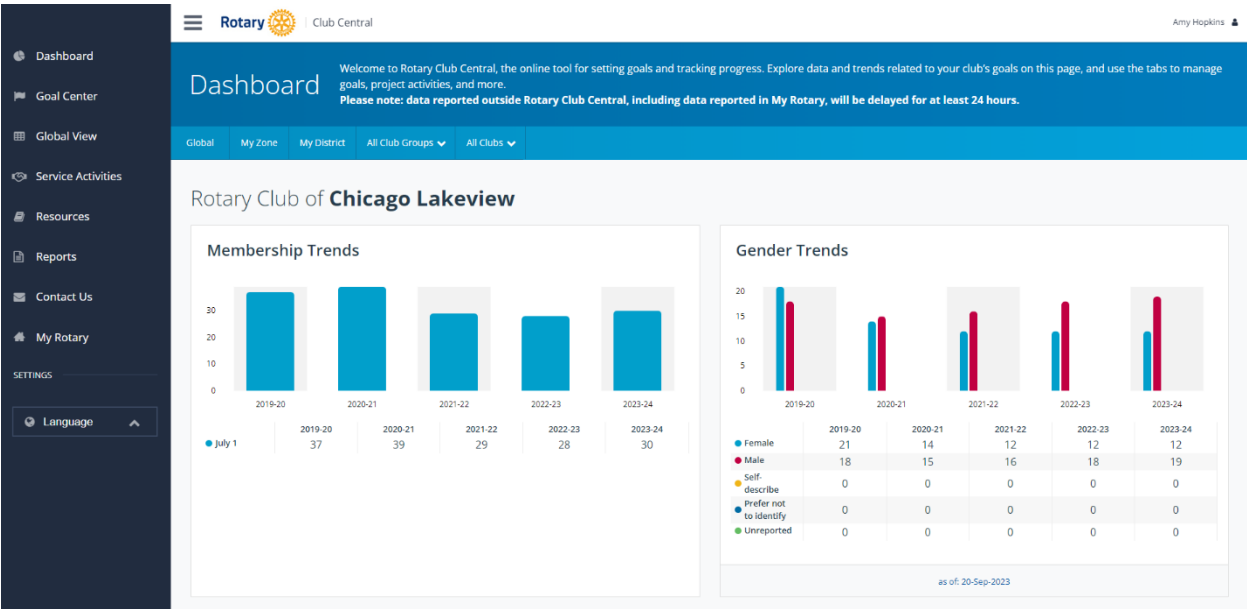 Rotary Club Central
Amy Hopkins
Dashboard
Goal Center
Global View
Service Activities
Resources
Reports
Contact Us
My Rotary
SETTINGS
Language
Dashboard
Welcome to Rotary Club Central, the online tool for setting goals and tracking progress. Explore data and trends related to your club's goals on this page, and use the tabs to manage
goals, project activities, and more.
Please note: data reported outside Rotary Club Central, including data reported in My Rotary, will be delayed for at least 24 hours.
Global My Zone My District All Club Groups All Clubs
Rotary Club of Chicago Lakeview
Membership Trends
30
20
10
0
2019-20 2020-21 2021-22 2022-23 2023-24
2019-20 2020-21 2021-22 2022-23 2023-24
July 1 37 39 29 28 30
Gender Trends
20
15
10
5
0
2019-20 2020-21 2021-22 2022-23 2023-24
2019-20 2020-21 2021-22 2022-23 2023-24
Female 21 14 12 12 12
Male 18 15 16 18 19
Self-
describe 0 0 0 0 0
Prefer not
to identify 0 0 0 0 0
Unreported 0 0 0 0 0
as of: 20-Sep-2023